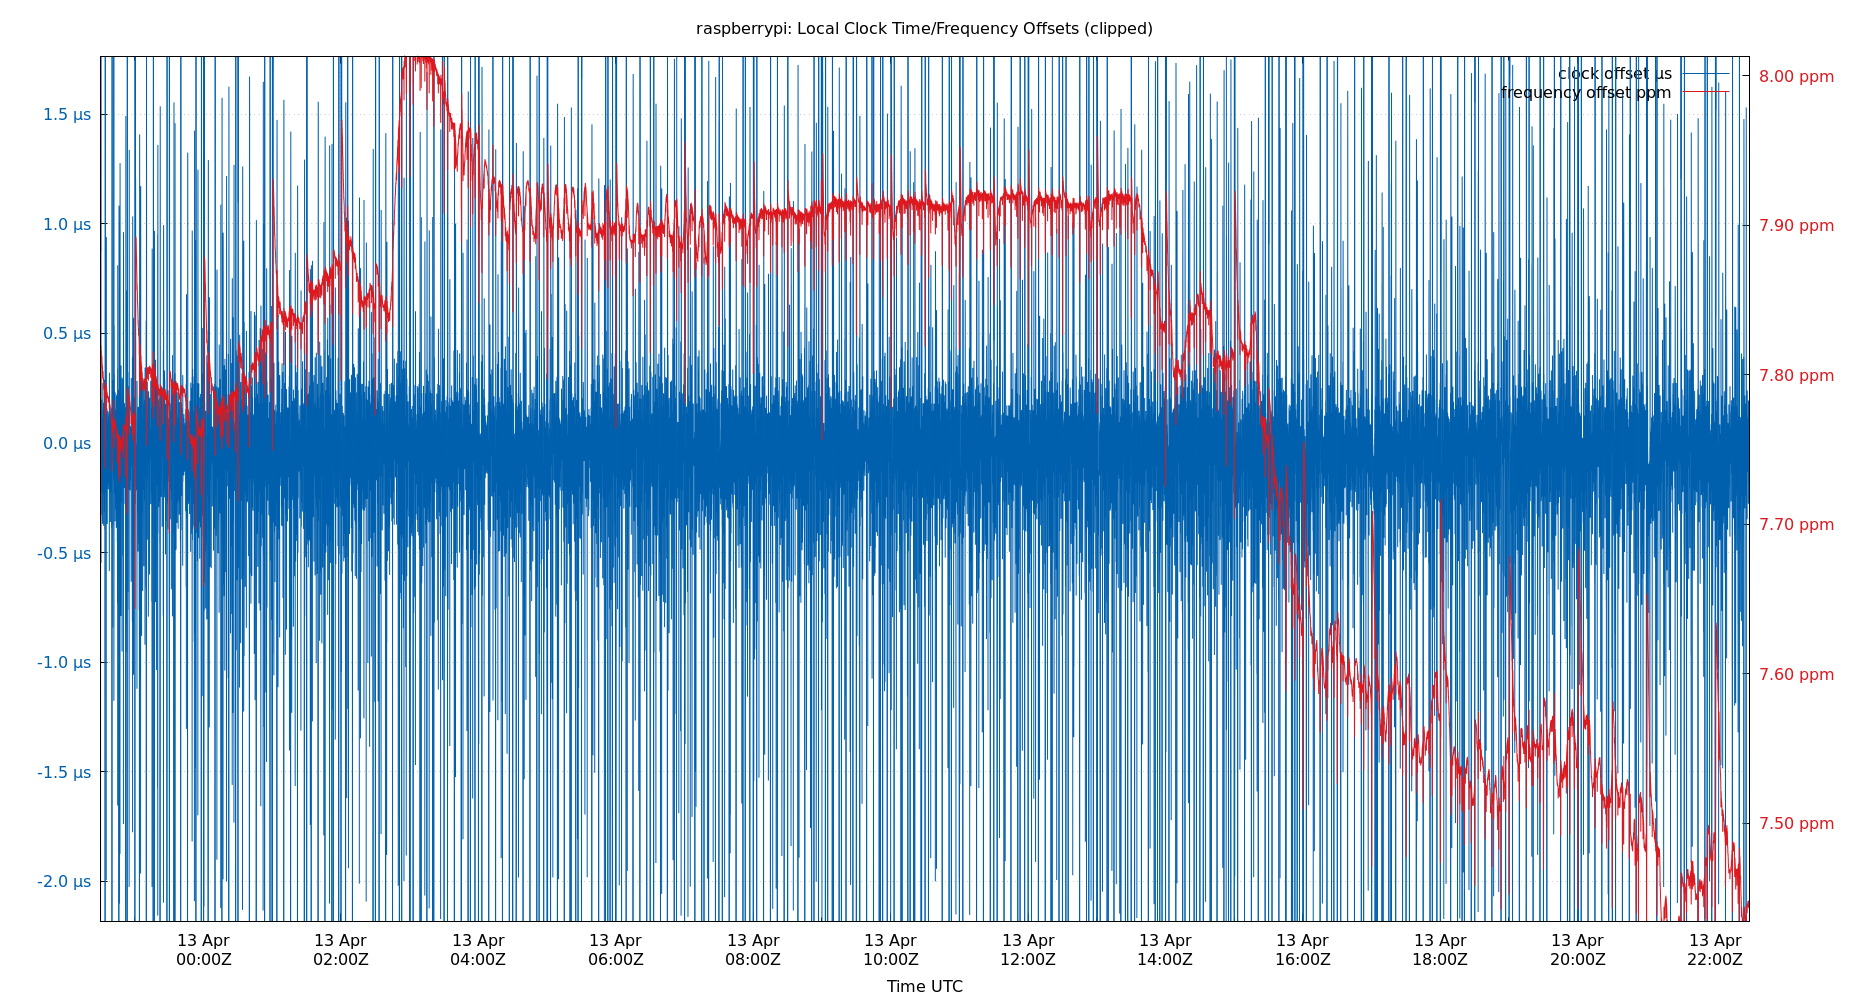 raspberrypi: Local Clock Time/Frequency Offsets (clipped)
clock offset µs
frequency offset ppm
1.5 µs
1.0 µs
0.5 µs
0.0 µs
-0.5 µs
-1.0 µs
-1.5 µs
-2.0 µs
8.00 ppm
7.90 ppm
7.80 ppm
7.70 ppm
7.60 ppm
7.50 ppm
13 Apr 13 Apr 13 Apr 13 Apr 13 Apr 13 Apr 13 Apr 13 Apr 13 Apr 13 Apr 13 Apr 13 Apr
00:00Z 02:00Z 04:00Z 06:00Z 08:00Z 10:00Z 12:00Z 14:00Z 16:00Z 18:00Z 20:00Z 22:00Z
Time UTC